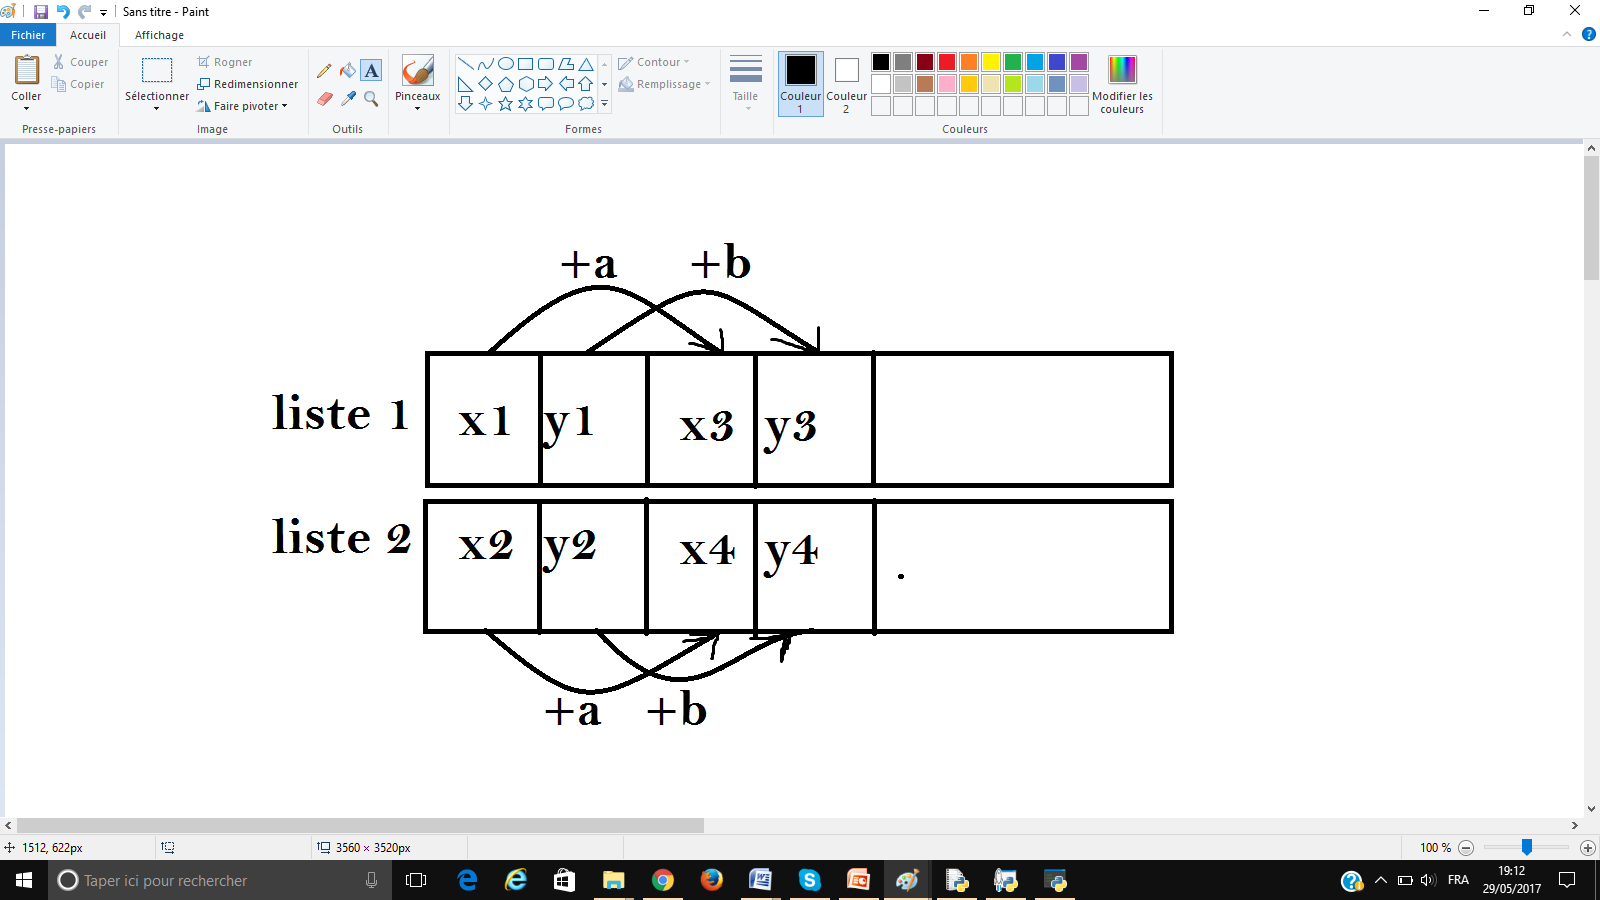 Sans titre - Paint
Fichier Accueil Affichage
Coller
Couper
Copier
Presse-papiers
Sélectionner
Rogner
Redimensionner
Faire pivoter
Image
A
Outils
Pinceaux
Contour
Remplissage
Formes
Taille
Couleur 1
Couleur 2
Modifier les couleurs
Couleurs
+a +b
liste 1 x1 y1 x3 y3
liste 2 x2 y2 x4 y4
+a +b
1512, 622px 3560 × 3520px 100 %
Taper ici pour rechercher FRA 19:12
29/05/2017